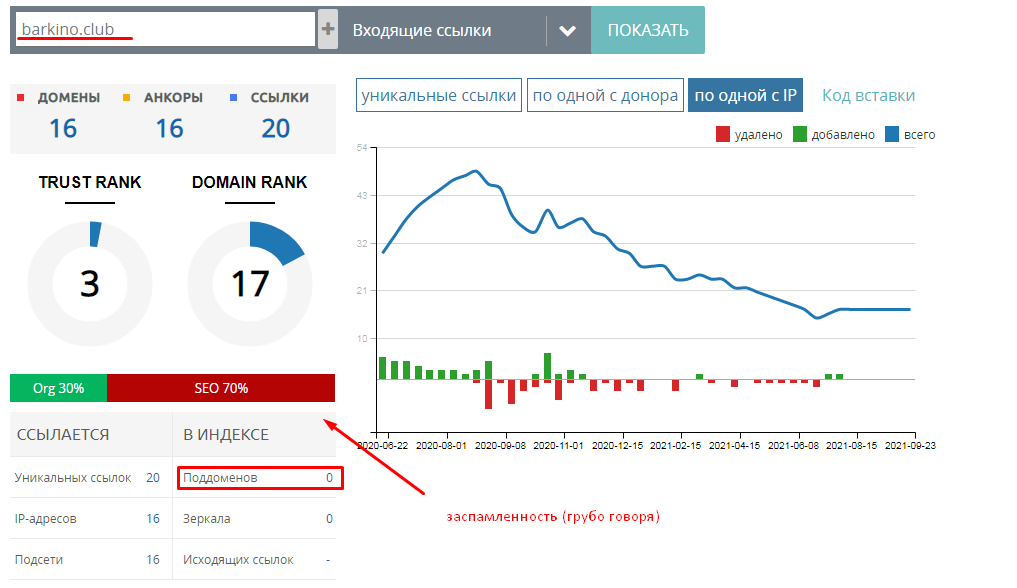 barkino.club + Входящие ссылки ПОКАЗАТЬ
ДОМЕНЫ АНКОРЫ ССЫЛКИ
16 16 20
TRUST RANK DOMAIN RANK
3 17
Org 30% SEO 70%
ССЫЛАЕТСЯ В ИНДЕКСЕ
Уникальных ссылок 20 Поддоменов 0
IP-адресов 16 Зеркала 0
Подсети 16 Исходящих ссылок -
уникальные ссылки по одной с донора по одной с IP Код вставки
удалено добавлено всего
54
43
32
21
10
2020-06-22 2020-08-01 2020-09-08 2020-11-01 2020-12-15 2021-02-15 2021-04-15 2021-06-08 2021-08-15 2021-09-23
заспамленность (грубо говоря)